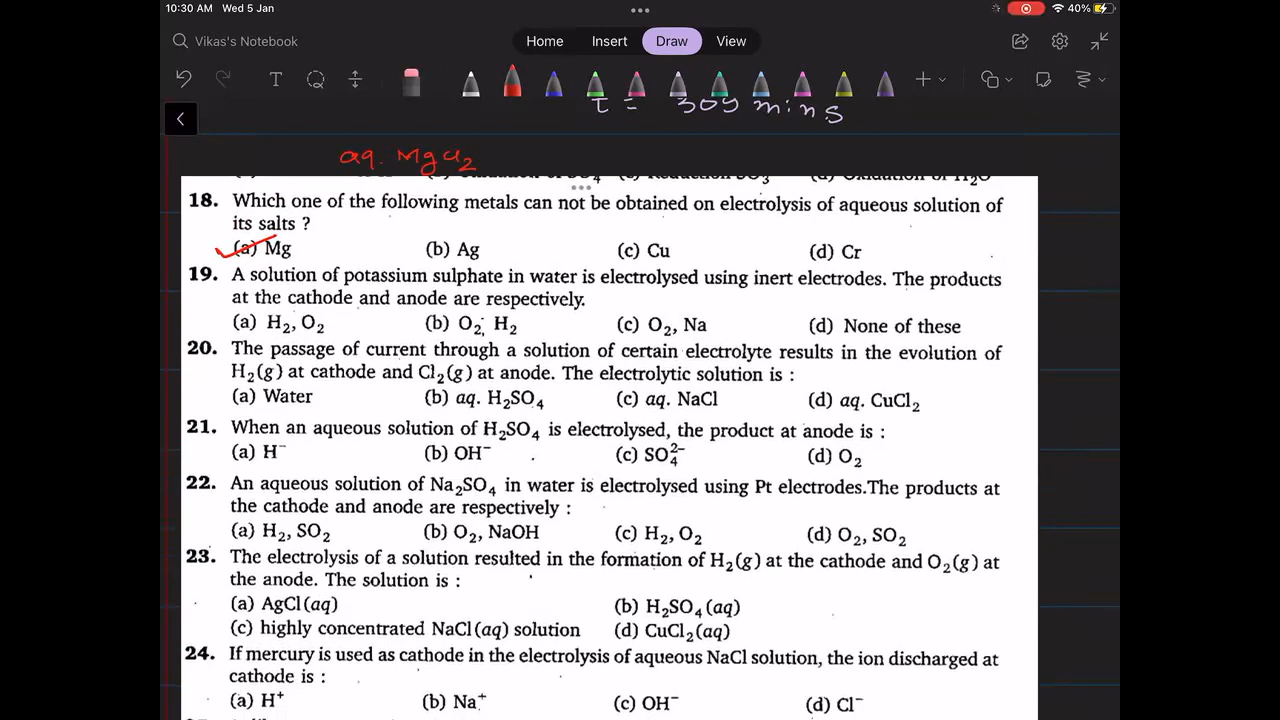 10:30 AM Wed 5 Jan
40%
Vikas's Notebook
Home Insert Draw View
T = 309 mins
aq. MgCl2
18. Which one of the following metals can not be obtained on electrolysis of aqueous solution of
its salts ?
(a) Mg (b) Ag (c) Cu (d) Cr
19. A solution of potassium sulphate in water is electrolysed using inert electrodes. The products
at the cathode and anode are respectively.
(a) H₂, O₂ (b) O₂, H₂ (c) O₂, Na (d) None of these
20. The passage of current through a solution of certain electrolyte results in the evolution of
H₂(g) at cathode and Cl₂(g) at anode. The electrolytic solution is :
(a) Water (b) aq. H₂SO₄ (c) aq. NaCl (d) aq. CuCl₂
21. When an aqueous solution of H₂SO₄ is electrolysed, the product at anode is :
(a) H⁻ (b) OH⁻ (c) SO₄²⁻ (d) O₂
22. An aqueous solution of Na₂SO₄ in water is electrolysed using Pt electrodes.The products at
the cathode and anode are respectively :
(a) H₂, SO₂ (b) O₂, NaOH (c) H₂, O₂ (d) O₂, SO₂
23. The electrolysis of a solution resulted in the formation of H₂(g) at the cathode and O₂(g) at
the anode. The solution is :
(a) AgCl(aq) (b) H₂SO₄(aq)
(c) highly concentrated NaCl(aq) solution (d) CuCl₂(aq)
24. If mercury is used as cathode in the electrolysis of aqueous NaCl solution, the ion discharged at
cathode is :
(a) H⁺ (b) Na⁺ (c) OH⁻ (d) Cl⁻